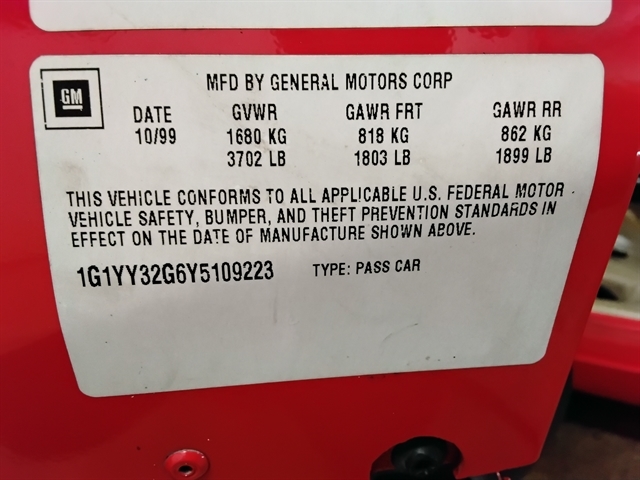 GM
MFD BY GENERAL MOTORS CORP
DATE GVWR GAWR FRT GAWR RR
10/99 1680 KG 818 KG 862 KG
3702 LB 1803 LB 1899 LB
THIS VEHICLE CONFORMS TO ALL APPLICABLE U.S. FEDERAL MOTOR
VEHICLE SAFETY, BUMPER, AND THEFT PREVENTION STANDARDS IN
EFFECT ON THE DATE OF MANUFACTURE SHOWN ABOVE.
1G1YY32G6Y5109223 TYPE: PASS CAR